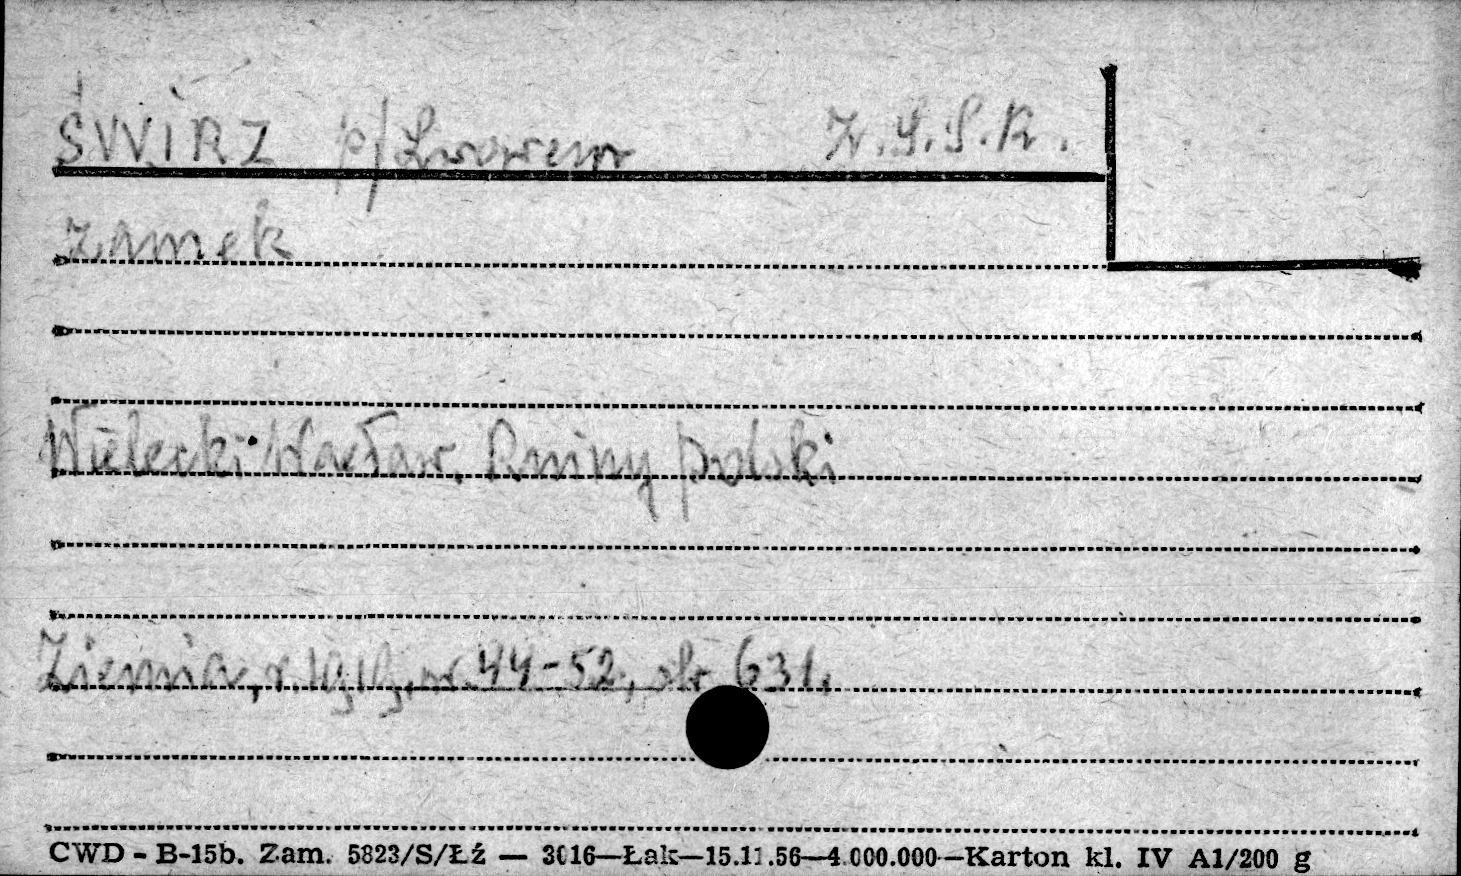 ŚWIRZ p/Lwowem Z.S.S.R.
zamek
Wielecki Wacław. Ruiny polski
Ziemia, r. 1919, nr. 44-52, str 631.
CWD - B-15b. Zam. 5823/S/Łź — 3016—Łak—15.11.56—4.000.000—Karton kl. IV A1/200 g